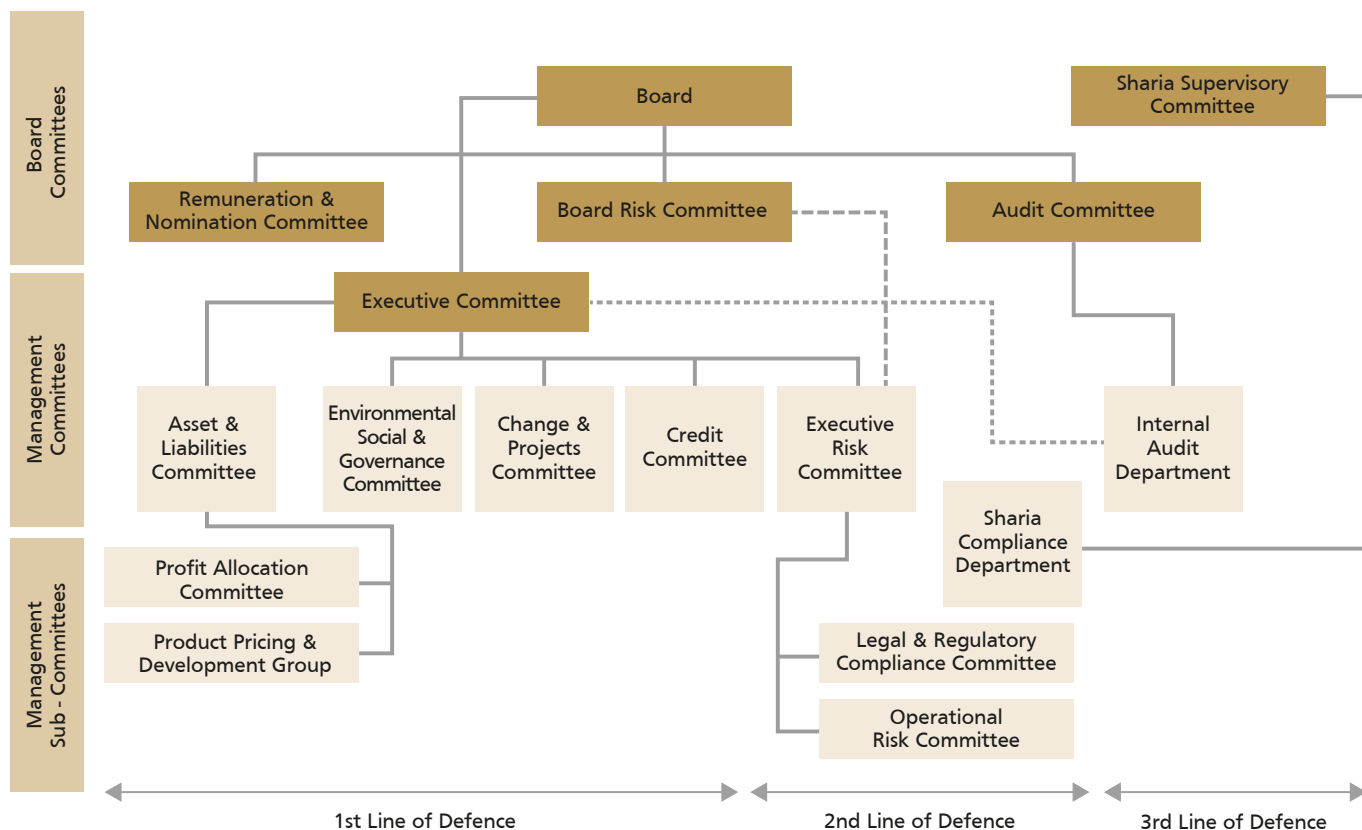 Board
Committees
Board
Sharia Supervisory
Committee
Remuneration &
Nomination Committee
Board Risk Committee
Audit Committee
Management
Committees
Executive Committee
Asset &
Liabilities
Committee
Environmental
Social &
Governance
Committee
Change &
Projects
Committee
Credit
Committee
Executive
Risk
Committee
Internal
Audit
Department
Sharia
Compliance
Department
Management
Sub - Committees
Profit Allocation
Committee
Product Pricing &
Development Group
Legal & Regulatory
Compliance Committee
Operational
Risk Committee
1st Line of Defence
2nd Line of Defence
3rd Line of Defence